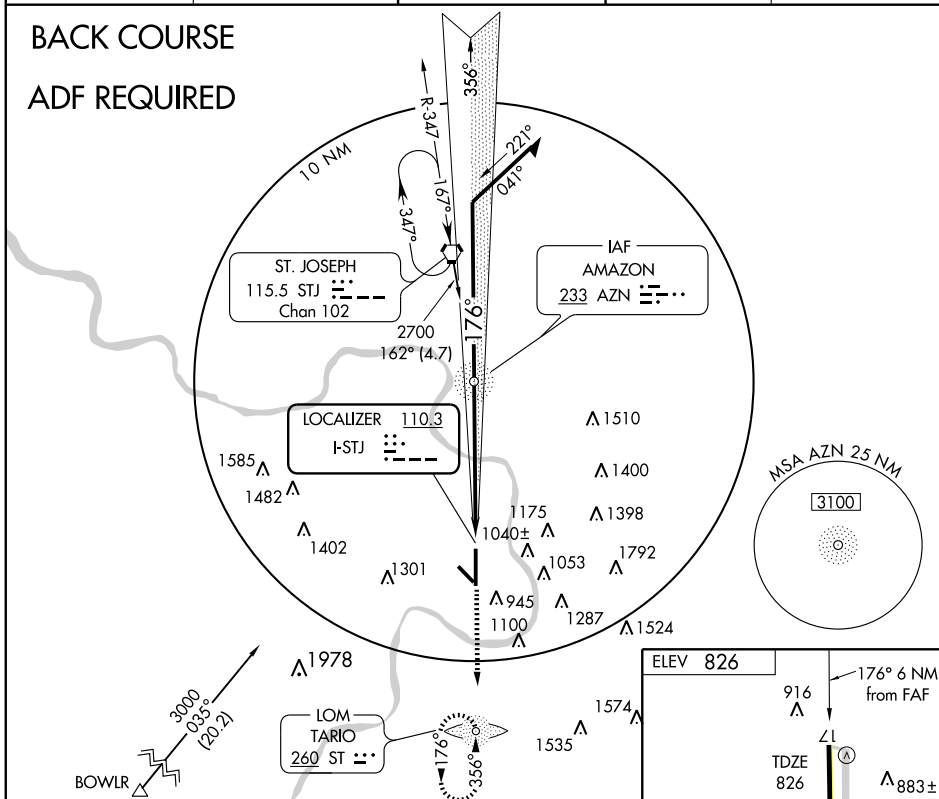 BACK COURSE
ADF REQUIRED
356°
R-347
10 NM
221°
041°
167°
347°
ST. JOSEPH
115.5 STJ
Chan 102
IAF
AMAZON
233 AZN
2700
162° (4.7)
176°
LOCALIZER 110.3
I-STJ
1510
1585
1400
1482
MSA AZN 25 NM
3100
1175
1398
1402
1040±
1053
1792
1301
945
1287
1100
1524
1978
ELEV 826
176° 6 NM
from FAF
916
3000
035°
(20.2)
LOM
TARIO
260 ST
1574
1535
176°
356°
17
TDZE
826
V
883±
BOWLR